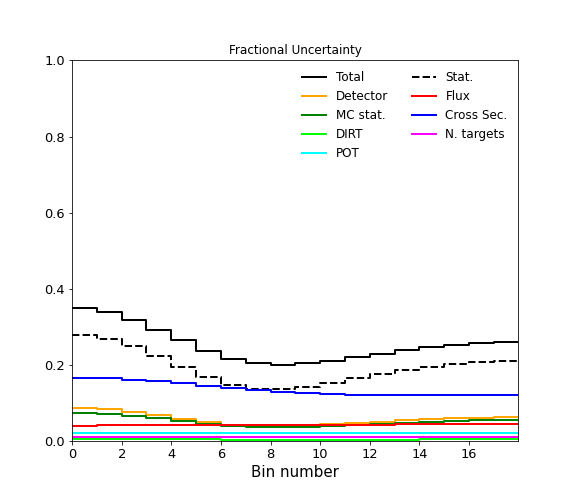 Fractional Uncertainty
1.0
0.8
0.6
0.4
0.2
0.0
Total
Detector
MC stat.
DIRT
POT
Stat.
Flux
Cross Sec.
N. targets
0 2 4 6 8 10 12 14 16
Bin number